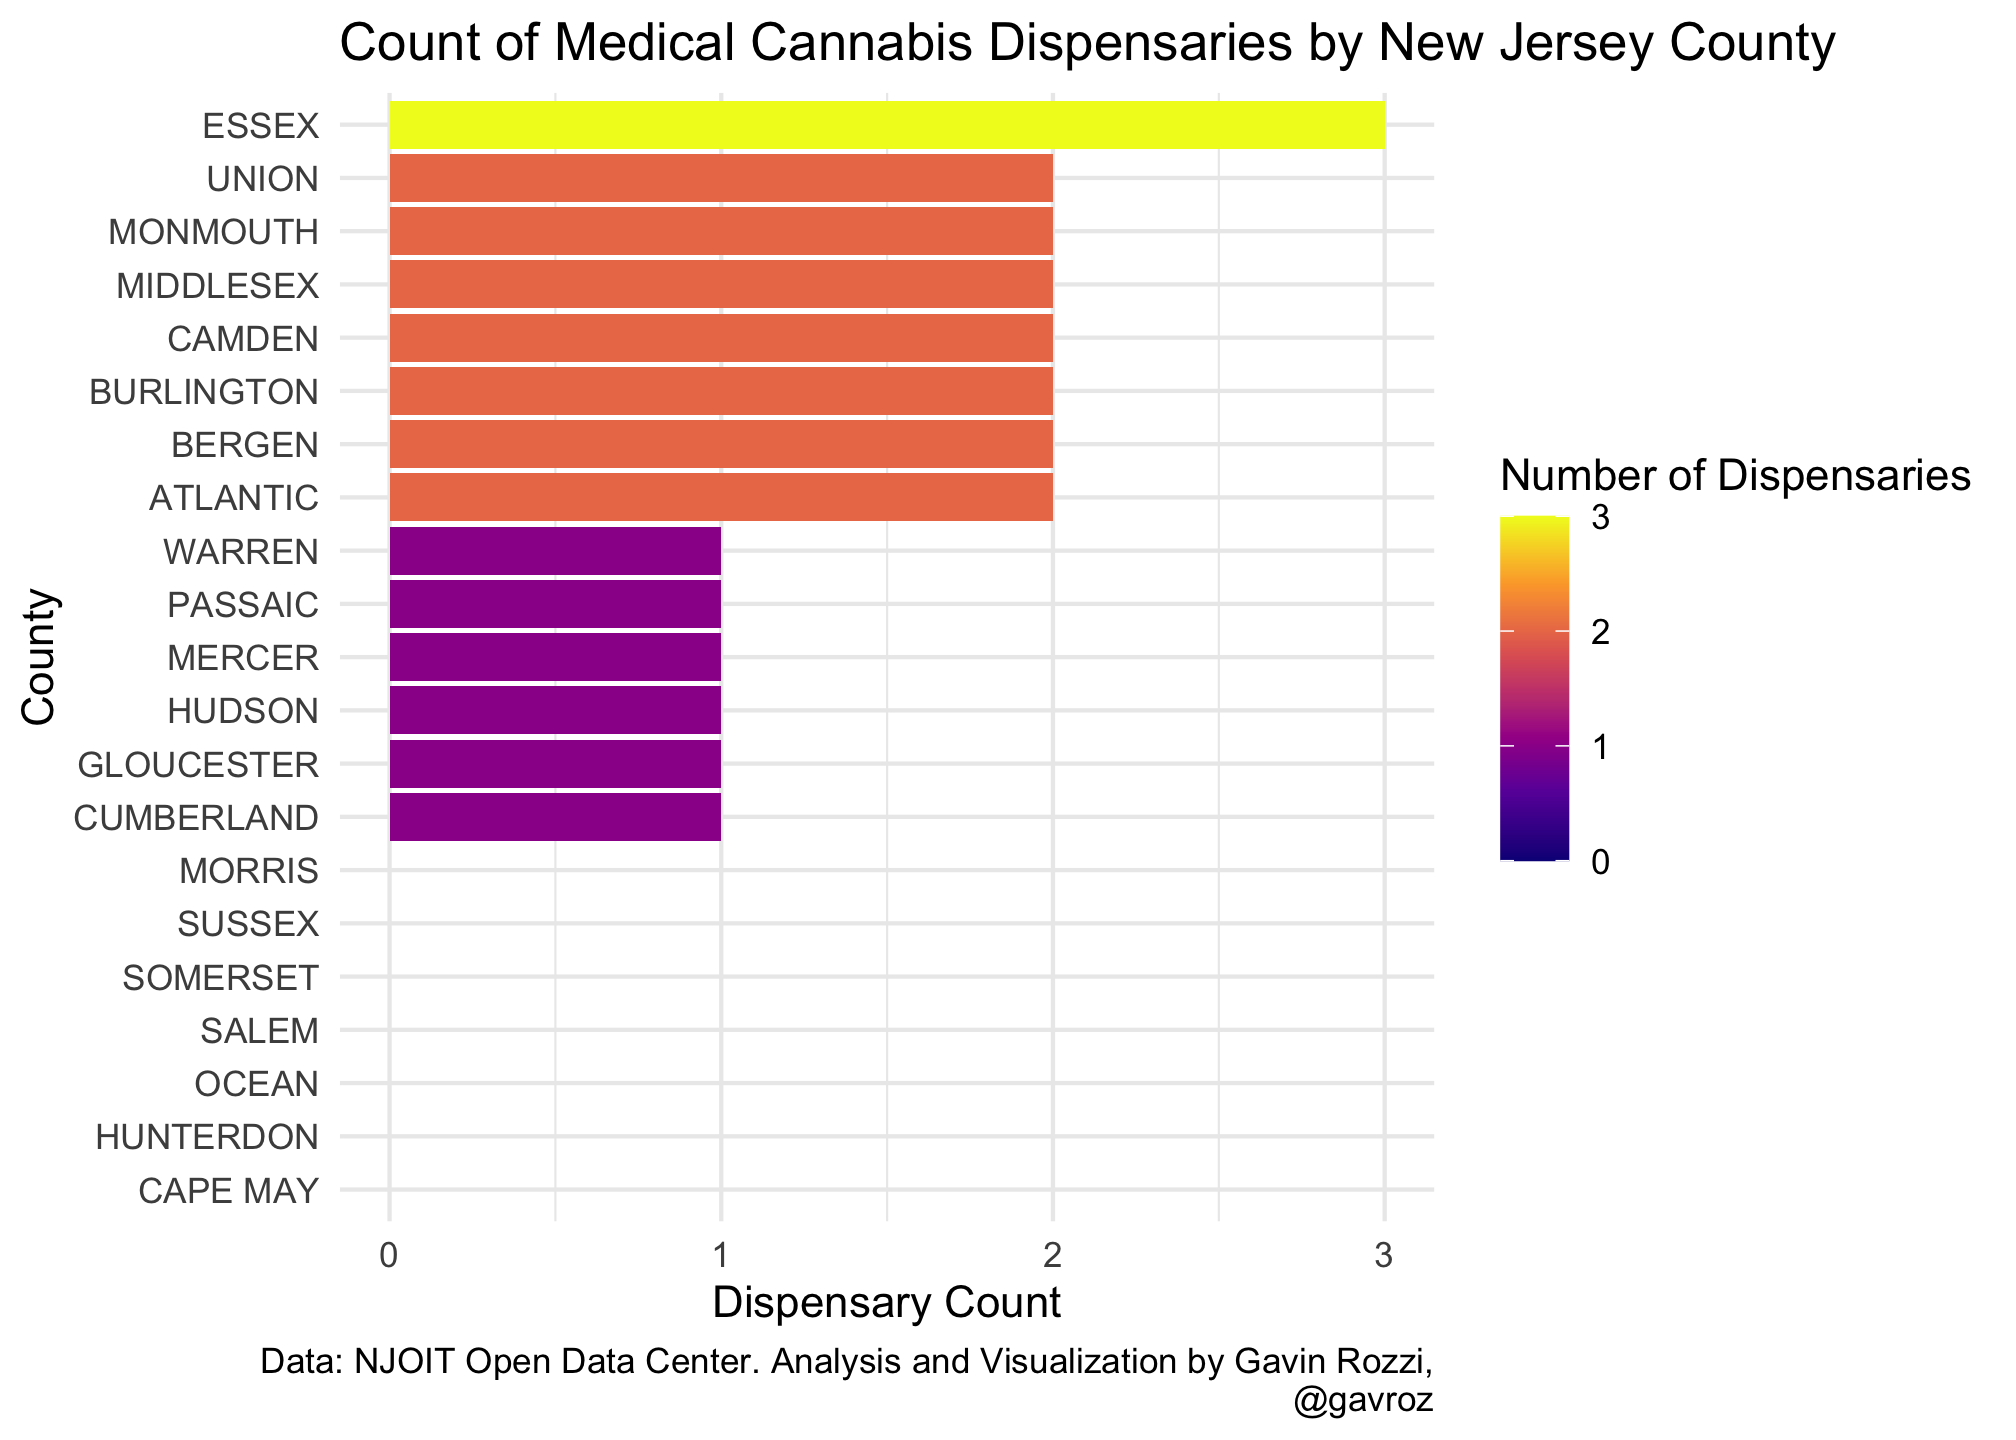 Count of Medical Cannabis Dispensaries by New Jersey County
ESSEX
UNION
MONMOUTH
MIDDLESEX
CAMDEN
BURLINGTON
BERGEN
ATLANTIC
WARREN
PASSAIC
MERCER
HUDSON
GLOUCESTER
CUMBERLAND
MORRIS
SUSSEX
SOMERSET
SALEM
OCEAN
HUNTERDON
CAPE MAY
County
0 1 2 3
Dispensary Count
Number of Dispensaries
3
2
1
0
Data: NJOIT Open Data Center. Analysis and Visualization by Gavin Rozzi,
@gavroz